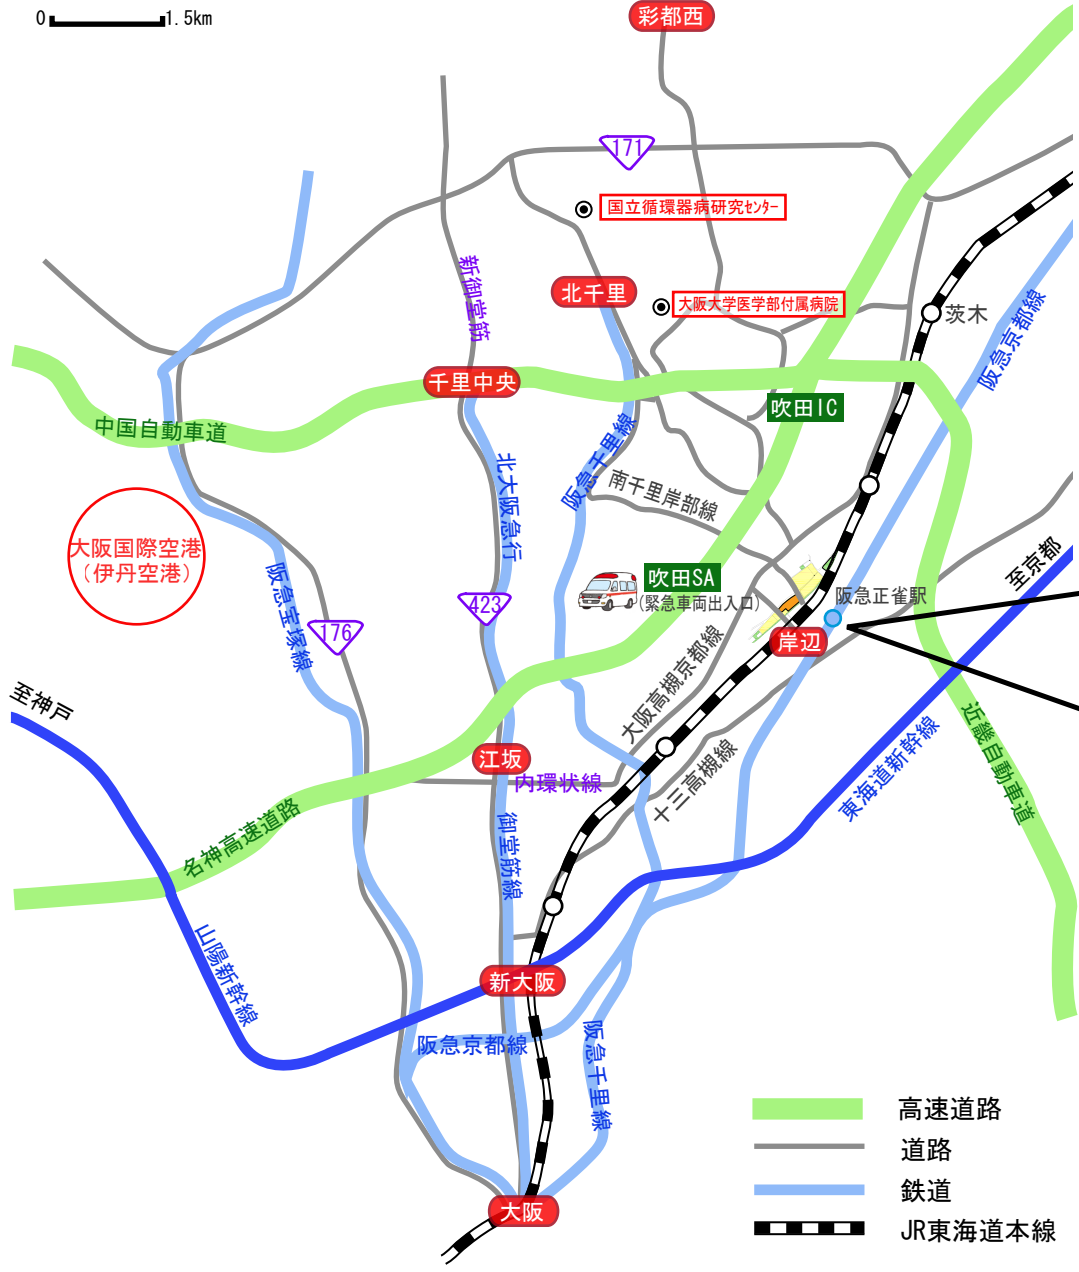 0 1.5km
彩都西
171
国立循環器病研究ｾﾝﾀｰ
新御堂筋
北千里
大阪大学医学部付属病院
茨木
阪急京都線
千里中央
吹田IC
中国自動車道
阪急千里線
北大阪急行
南千里岸部線
大阪国際空港
(伊丹空港)
吹田SA
(緊急車両出入口)
至京都
阪急宝塚線
423
阪急正雀駅
176
岸辺
大阪高槻京都線
至神戸
近畿自動車道
東海道新幹線
江坂
内環状線
十三高槻線
名神高速道路
御堂筋線
山陽新幹線
新大阪
阪急京都線
阪急千里線
高速道路
道路
鉄道
JR東海道本線
大阪